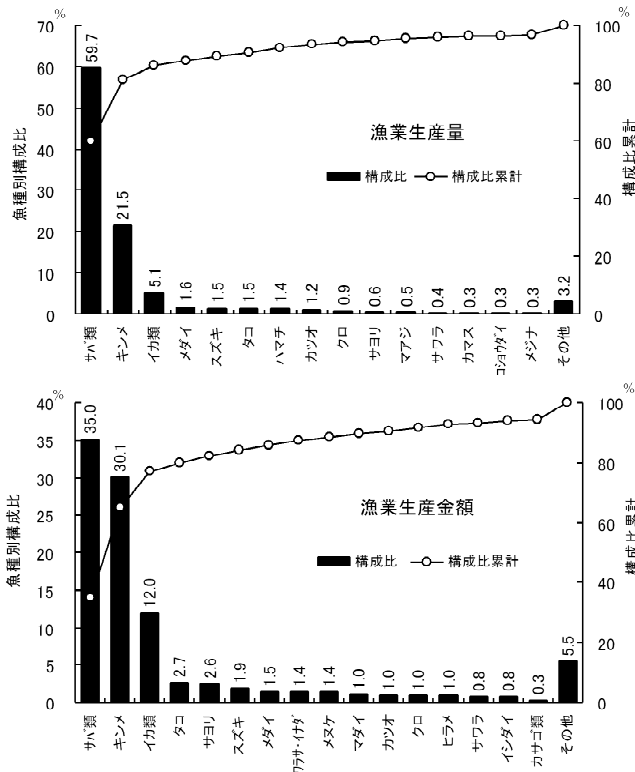 %
%
70
60
50
40
30
20
10
0
100
80
60
40
20
0
魚種別構成比
構成比累計
漁業生産量
構成比
構成比累計
59.7
21.5
5.1
1.6
1.5
1.5
1.4
1.2
0.9
0.6
0.5
0.4
0.3
0.3
0.3
3.2
サバ類
キンメ
イカ類
メダイ
スズキ
タコ
ハマチ
カツオ
クロ
サヨリ
マアジ
サワラ
カマス
コショウダイ
メジナ
その他
%
%
40
35
30
25
20
15
10
5
0
100
80
60
40
20
0
魚種別構成比
構成比累計
漁業生産金額
構成比
構成比累計
35.0
30.1
12.0
2.7
2.6
1.9
1.5
1.4
1.4
1.0
1.0
1.0
1.0
0.8
0.8
0.3
5.5
サバ類
キンメ
イカ類
タコ
サヨリ
スズキ
メダイ
ワラサ・イナダ
メヌケ
マダイ
カツオ
クロ
ヒラメ
サワラ
イシダイ
カサゴ類
その他